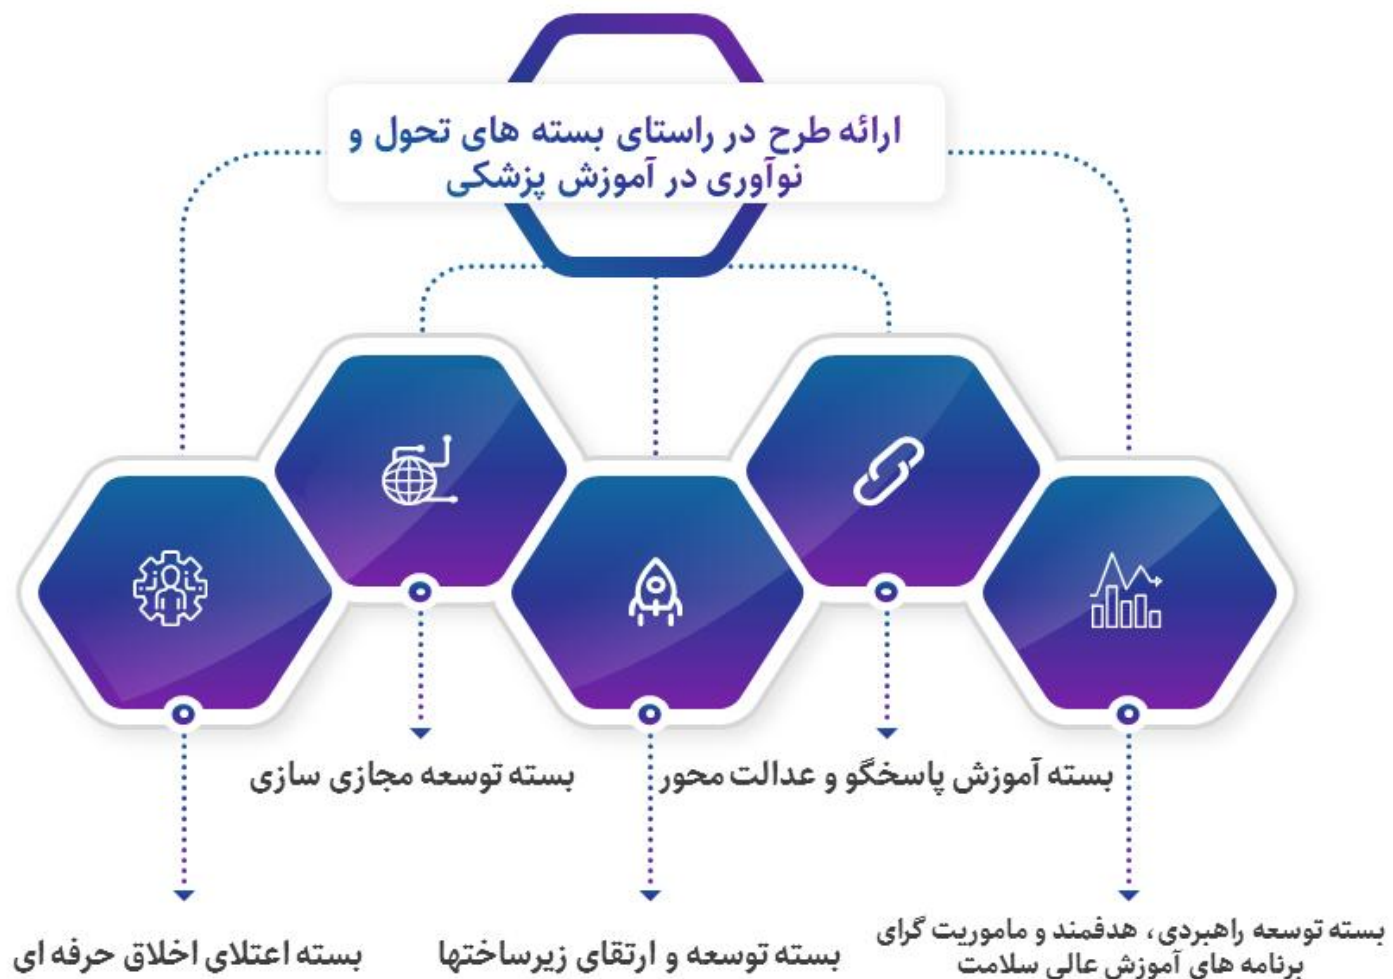 ارائه طرح در راستای بسته های تحول و
نوآوری در آموزش پزشکی
بسته آموزش پاسخگو و عدالت محور
بسته توسعه مجازی سازی
بسته توسعه راهبردی، هدفمند و ماموریت گرای
برنامه های آموزش عالی سلامت
بسته توسعه و ارتقای زیرساختها
بسته اعتلای اخلاق حرفه ای